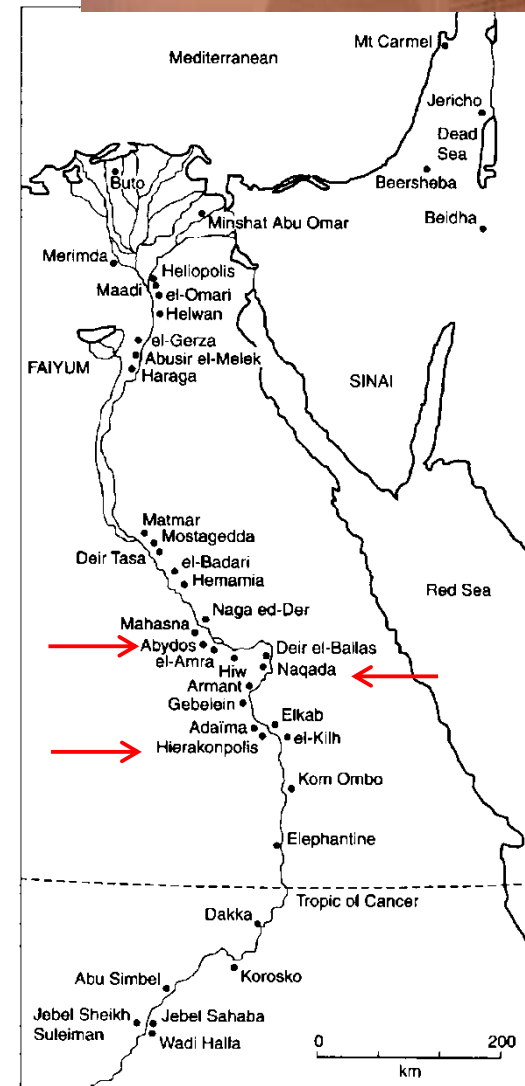 Mt Carmel
Mediterranean
Jericho
Dead
Sea
Buto
Beersheba
Minshat Abu Omar
Beidha
Merimda
Heliopolis
Maadi
el-Omari
Helwan
el-Gerza
FAIYUM
Abusir el-Melek
Haraga
SINAI
Matmar
Mostagedda
Deir Tasa
el-Badari
Hemamia
Red Sea
Naga ed-Der
Mahasna
Abydos
Deir el-Ballas
el-Amra
Hiw
Naqada
Armant
Gebelein
Elkab
Adaïma
el-Kilh
Hierakonpolis
Kom Ombo
Elephantine
Tropic of Cancer
Dakka
Korosko
Abu Simbel
Jebel Sheikh
Suleiman
Jebel Sahaba
Wadi Halfa
0 200
km